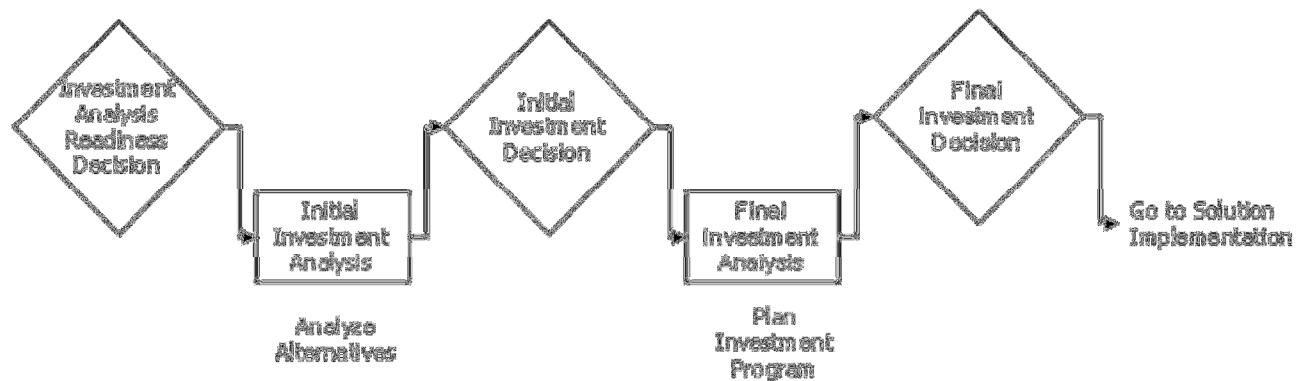 Investment
Analysis
Readiness
Decision
Initial
Investment
Analysis
Analyze
Alternatives
Initial
Investment
Decision
Final
Investment
Analysis
Plan
Investment
Program
Final
Investment
Decision
Go to Solution
Implementation